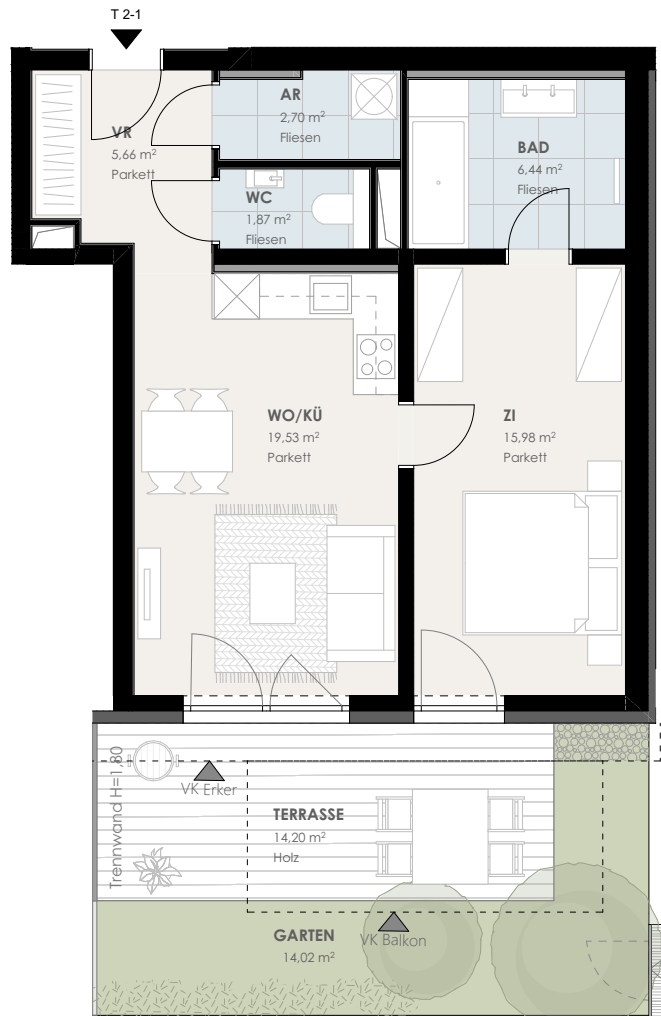 T 2-1
AR
2,70 m²
Fliesen
VR
5,66 m²
Parkett
BAD
6,44 m²
Fliesen
WC
1,87 m²
Fliesen
WO/KÜ
19,53 m²
Parkett
ZI
15,98 m²
Parkett
Trennwand H=1,80
VK Erker
TERRASSE
14,20 m²
Holz
GARTEN
14,02 m²
VK Balkon